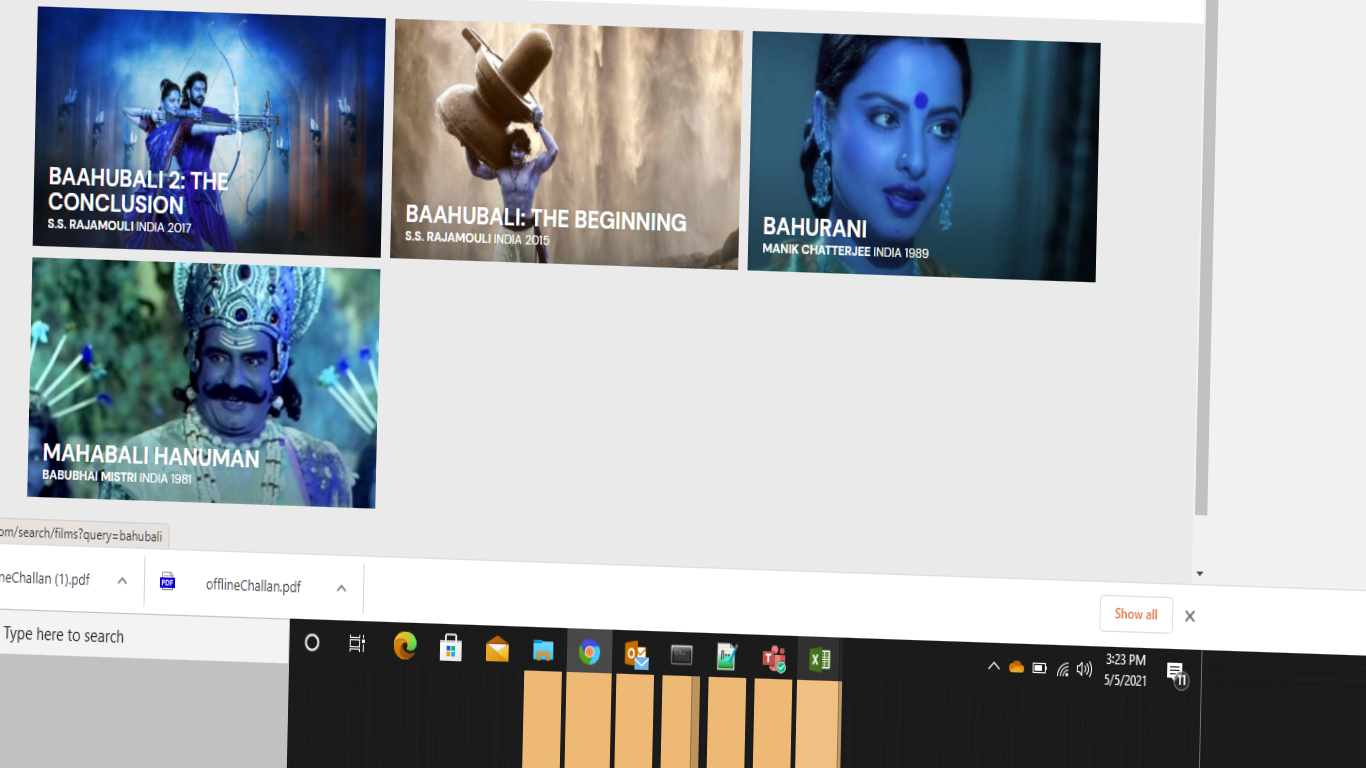 BAAHUBALI 2: THE
CONCLUSION
S.S. RAJAMOULI INDIA 2017
BAAHUBALI: THE BEGINNING
S.S. RAJAMOULI INDIA 2015
BAHURANI
MANIK CHATTERJEE INDIA 1989
MAHABALI HANUMAN
BABUBHAI MISTRI INDIA 1981
om/search/films?query=bahubali
neChallan (1).pdf
PDF
offlineChallan.pdf
Show all
Type here to search
3:23 PM
5/5/2021
11